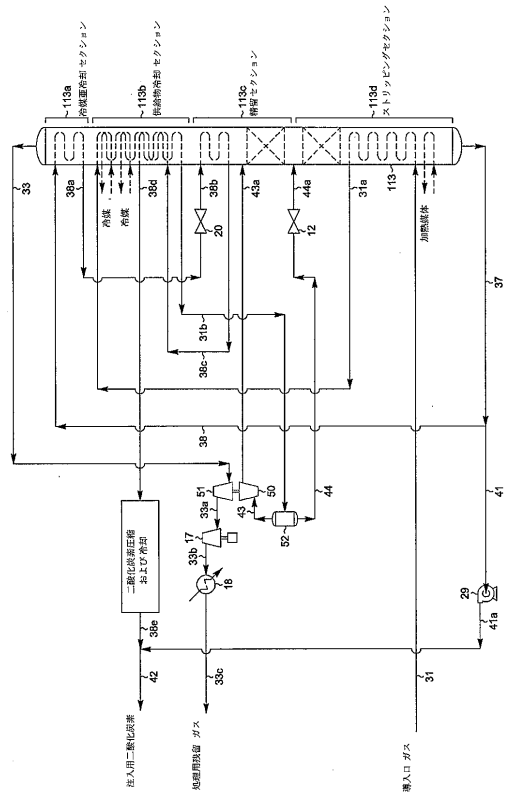 113a
冷媒亜冷却 セクション
113b
供給物冷却 セクション
113c
精留 セクション
113d
ストリッピングセクション
33
38a
冷媒
冷媒
38d
38b
43a
44a
31a
113
加熱媒体
20
12
31b
38c
37
38
51
50
33a
43
52
44
41
17
33b
18
二酸化炭素圧縮
および 冷却
38e
29
41a
42
33c
31
注入用二酸化炭素
処理用残留 ガス
導入口 ガス